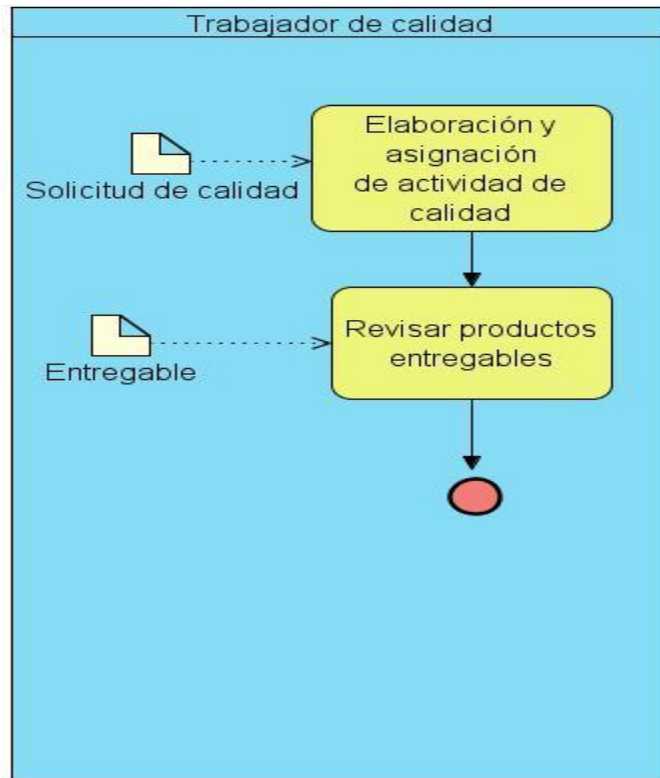 Trabajador de calidad
Elaboración y
asignación
de actividad de
calidad
Solicitud de calidad
Revisar productos
entregables
Entregable